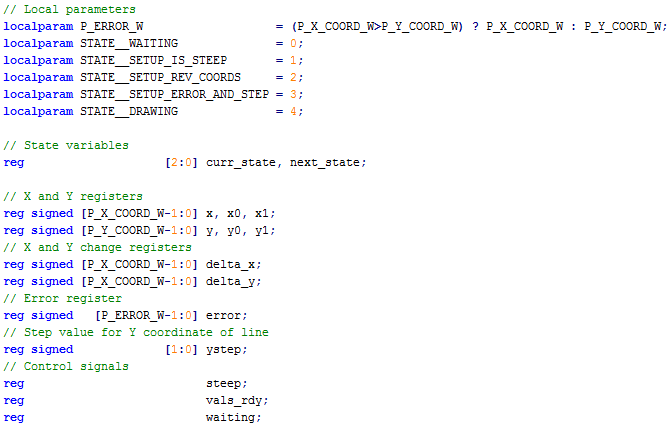 // Local parameters
localparam P_ERROR_W                   = (P_X_COORD_W>P_Y_COORD_W) ? P_X_COORD_W : P_Y_COORD_W;
localparam STATE__WAITING              = 0;
localparam STATE__SETUP_IS_STEEP       = 1;
localparam STATE__SETUP_REV_COORDS     = 2;
localparam STATE__SETUP_ERROR_AND_STEP = 3;
localparam STATE__DRAWING              = 4;

// State variables
reg                    [2:0] curr_state, next_state;

// X and Y registers
reg signed [P_X_COORD_W-1:0] x, x0, x1;
reg signed [P_Y_COORD_W-1:0] y, y0, y1;
// X and Y change registers
reg signed [P_X_COORD_W-1:0] delta_x;
reg signed [P_X_COORD_W-1:0] delta_y;
// Error register
reg signed   [P_ERROR_W-1:0] error;
// Step value for Y coordinate of line
reg signed             [1:0] ystep;
// Control signals
reg                          steep;
reg                          vals_rdy;
reg                          waiting;